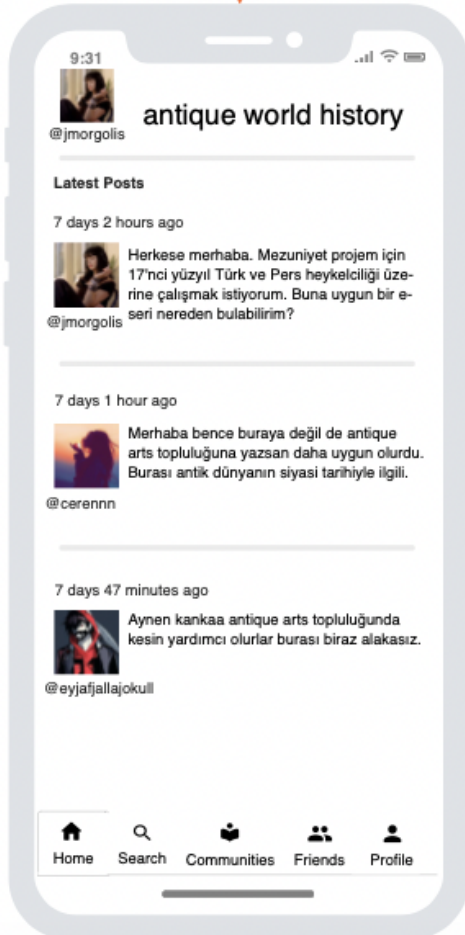 9:31
@jmorgolis
antique world history
Latest Posts
7 days 2 hours ago
Herkese merhaba. Mezuniyet projem için
17'nci yüzyıl Türk ve Pers heykelciliği üze-
rine çalışmak istiyorum. Buna uygun bir e-
seri nereden bulabilirim?
@jmorgolis
7 days 1 hour ago
Merhaba bence buraya değil de antique
arts topluluğuna yazsan daha uygun olurdu.
Burası antik dünyanın siyasi tarihiyle ilgili.
@cerennn
7 days 47 minutes ago
Aynen kankaa antique arts topluluğunda
kesin yardımcı olurlar burası biraz alakasız.
@eyjafjallajokull
Home Search Communities Friends Profile